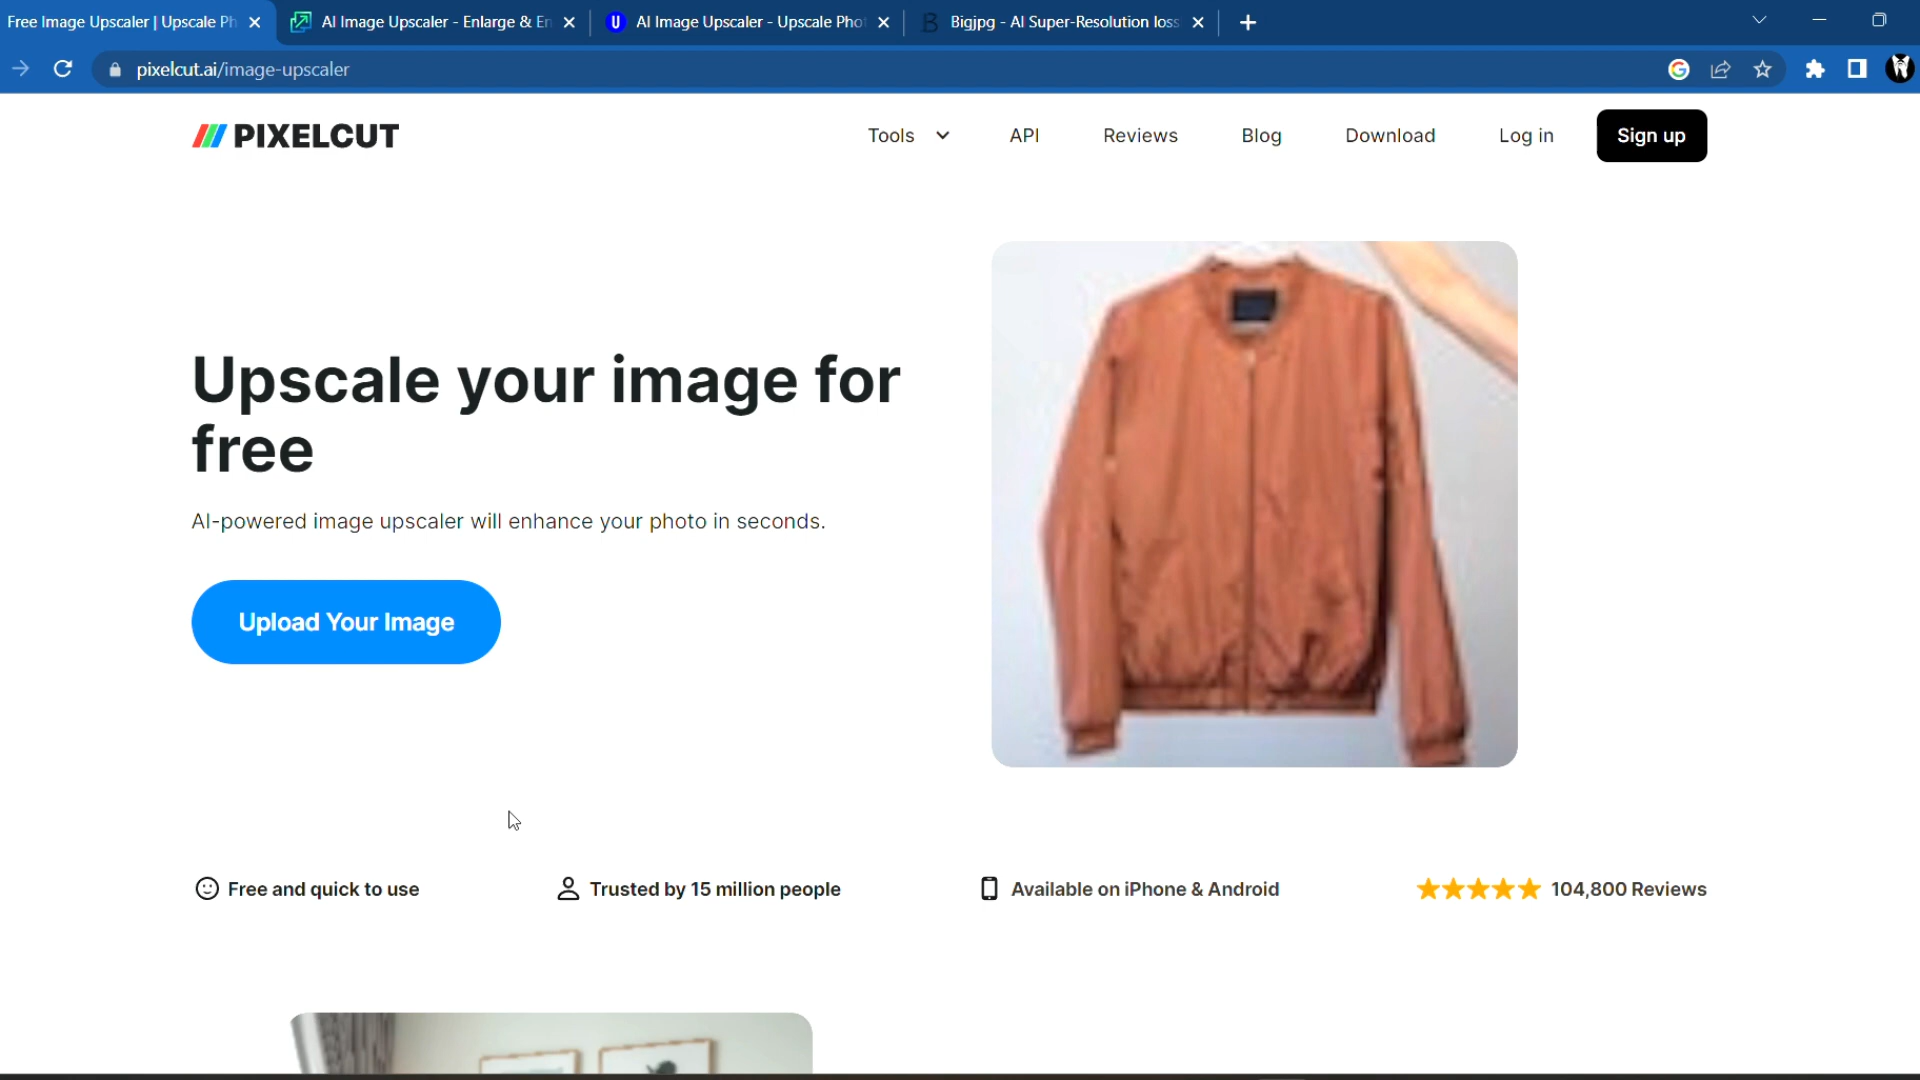 Free Image Upscaler | Upscale Ph
AI Image Upscaler - Enlarge & En
AI Image Upscaler - Upscale Pho
Bigjpg - AI Super-Resolution loss
pixelcut.ai/image-upscaler
PIXELCUT
Tools
API
Reviews
Blog
Download
Log in
Sign up
Upscale your image for
free
AI-powered image upscaler will enhance your photo in seconds.
Upload Your Image
Free and quick to use
Trusted by 15 million people
Available on iPhone & Android
104,800 Reviews